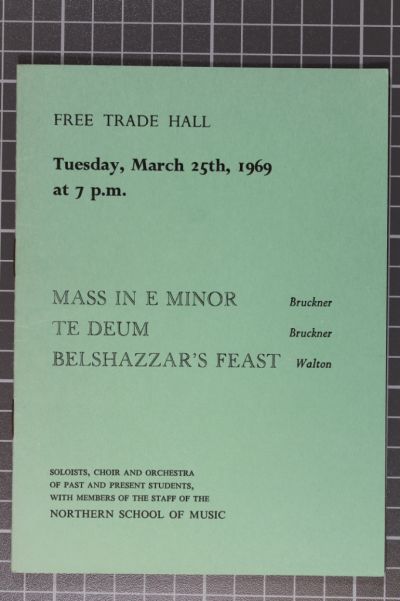 FREE TRADE HALL
Tuesday, March 25th, 1969
at 7 p.m.
MASS IN E MINOR Bruckner
TE DEUM Bruckner
BELSHAZZAR'S FEAST Walton
SOLOISTS, CHOIR AND ORCHESTRA
OF PAST AND PRESENT STUDENTS,
WITH MEMBERS OF THE STAFF OF THE
NORTHERN SCHOOL OF MUSIC